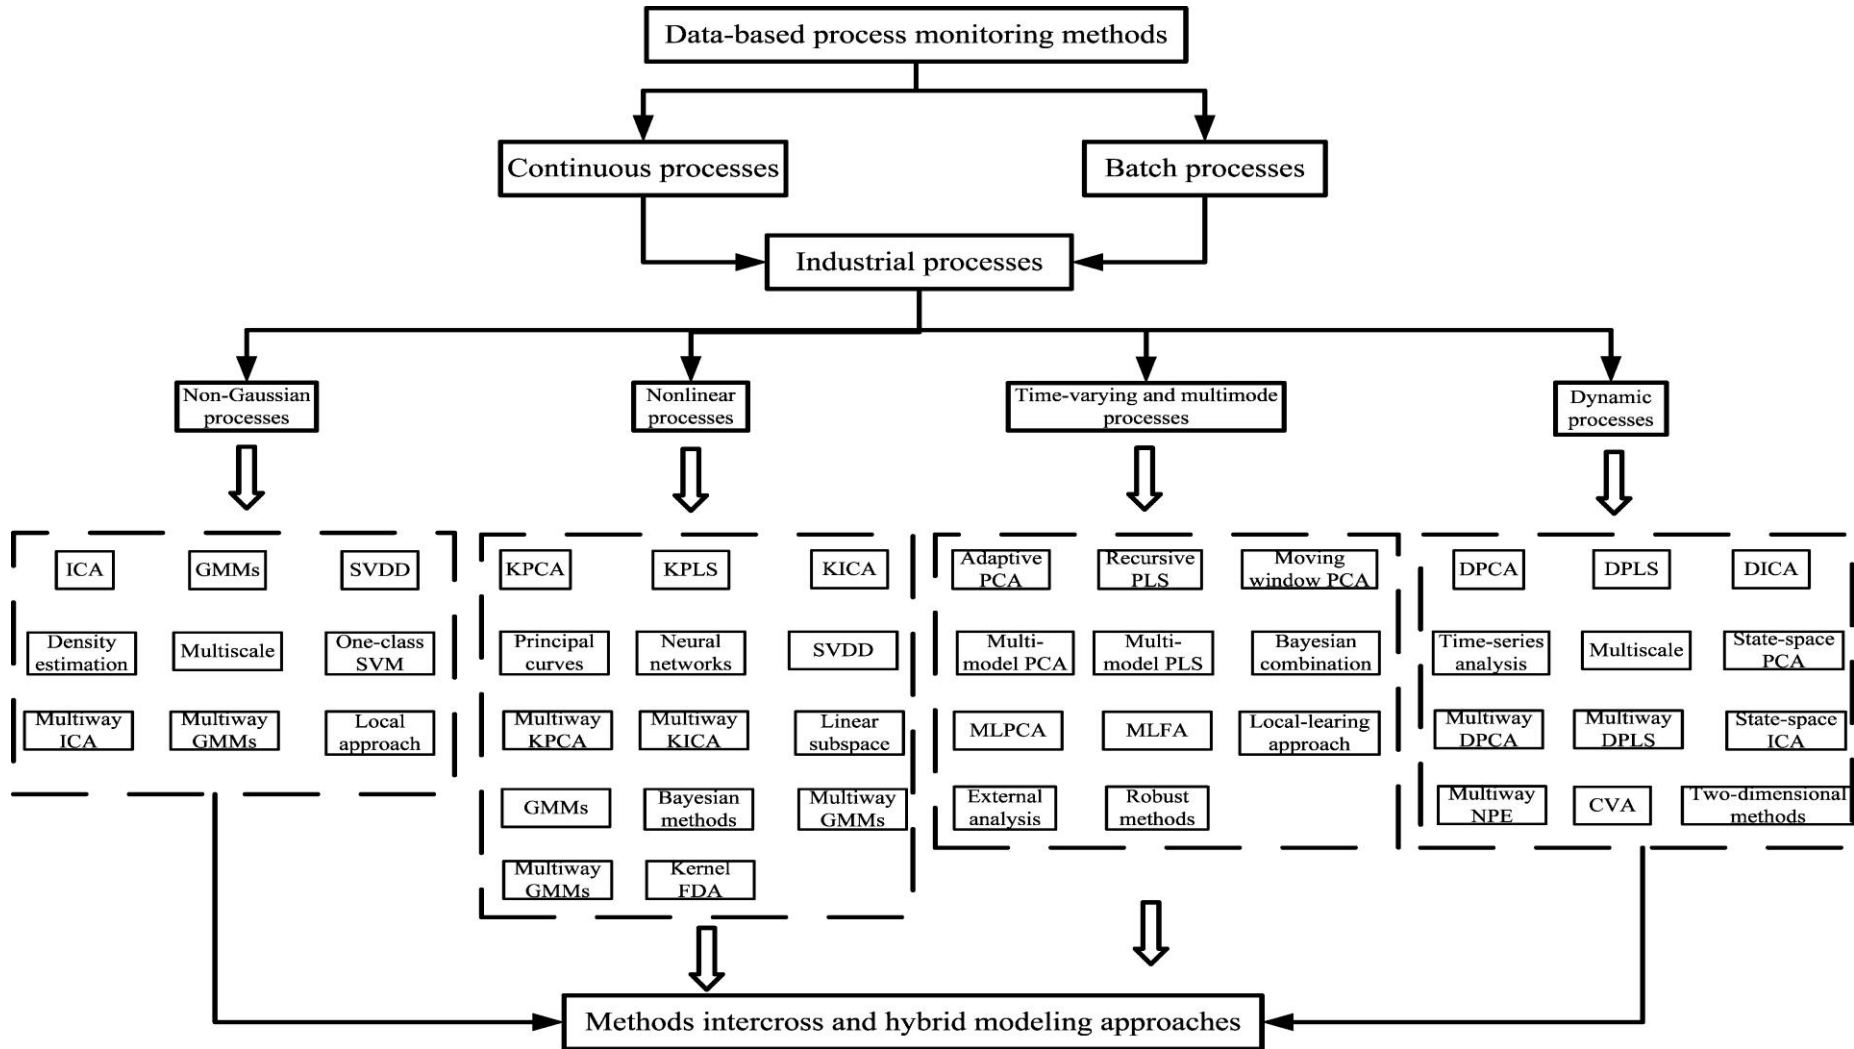 Data-based process monitoring methods
Continuous processes
Batch processes
Industrial processes
Non-Gaussian
processes
Nonlinear
processes
Time-varying and multimode
processes
Dynamic
processes
ICA
GMMs
SVDD
Density
estimation
Multiscale
One-class
SVM
Multiway
ICA
Multiway
GMMs
Local
approach
KPCA
KPLS
KICA
Principal
curves
Neural
networks
SVDD
Multiway
KPCA
Multiway
KICA
Linear
subspace
GMMs
Bayesian
methods
Multiway
GMMs
Multiway
GMMs
Kernel
FDA
Adaptive
PCA
Recursive
PLS
Moving
window PCA
Multi-
model PCA
Multi-
model PLS
Bayesian
combination
MLPCA
MLFA
Local-learing
approach
External
analysis
Robust
methods
DPCA
DPLS
DICA
Time-series
analysis
Multiscale
State-space
PCA
Multiway
DPCA
Multiway
DPLS
State-space
ICA
Multiway
NPE
CVA
Two-dimensional
methods
Methods intercross and hybrid modeling approaches